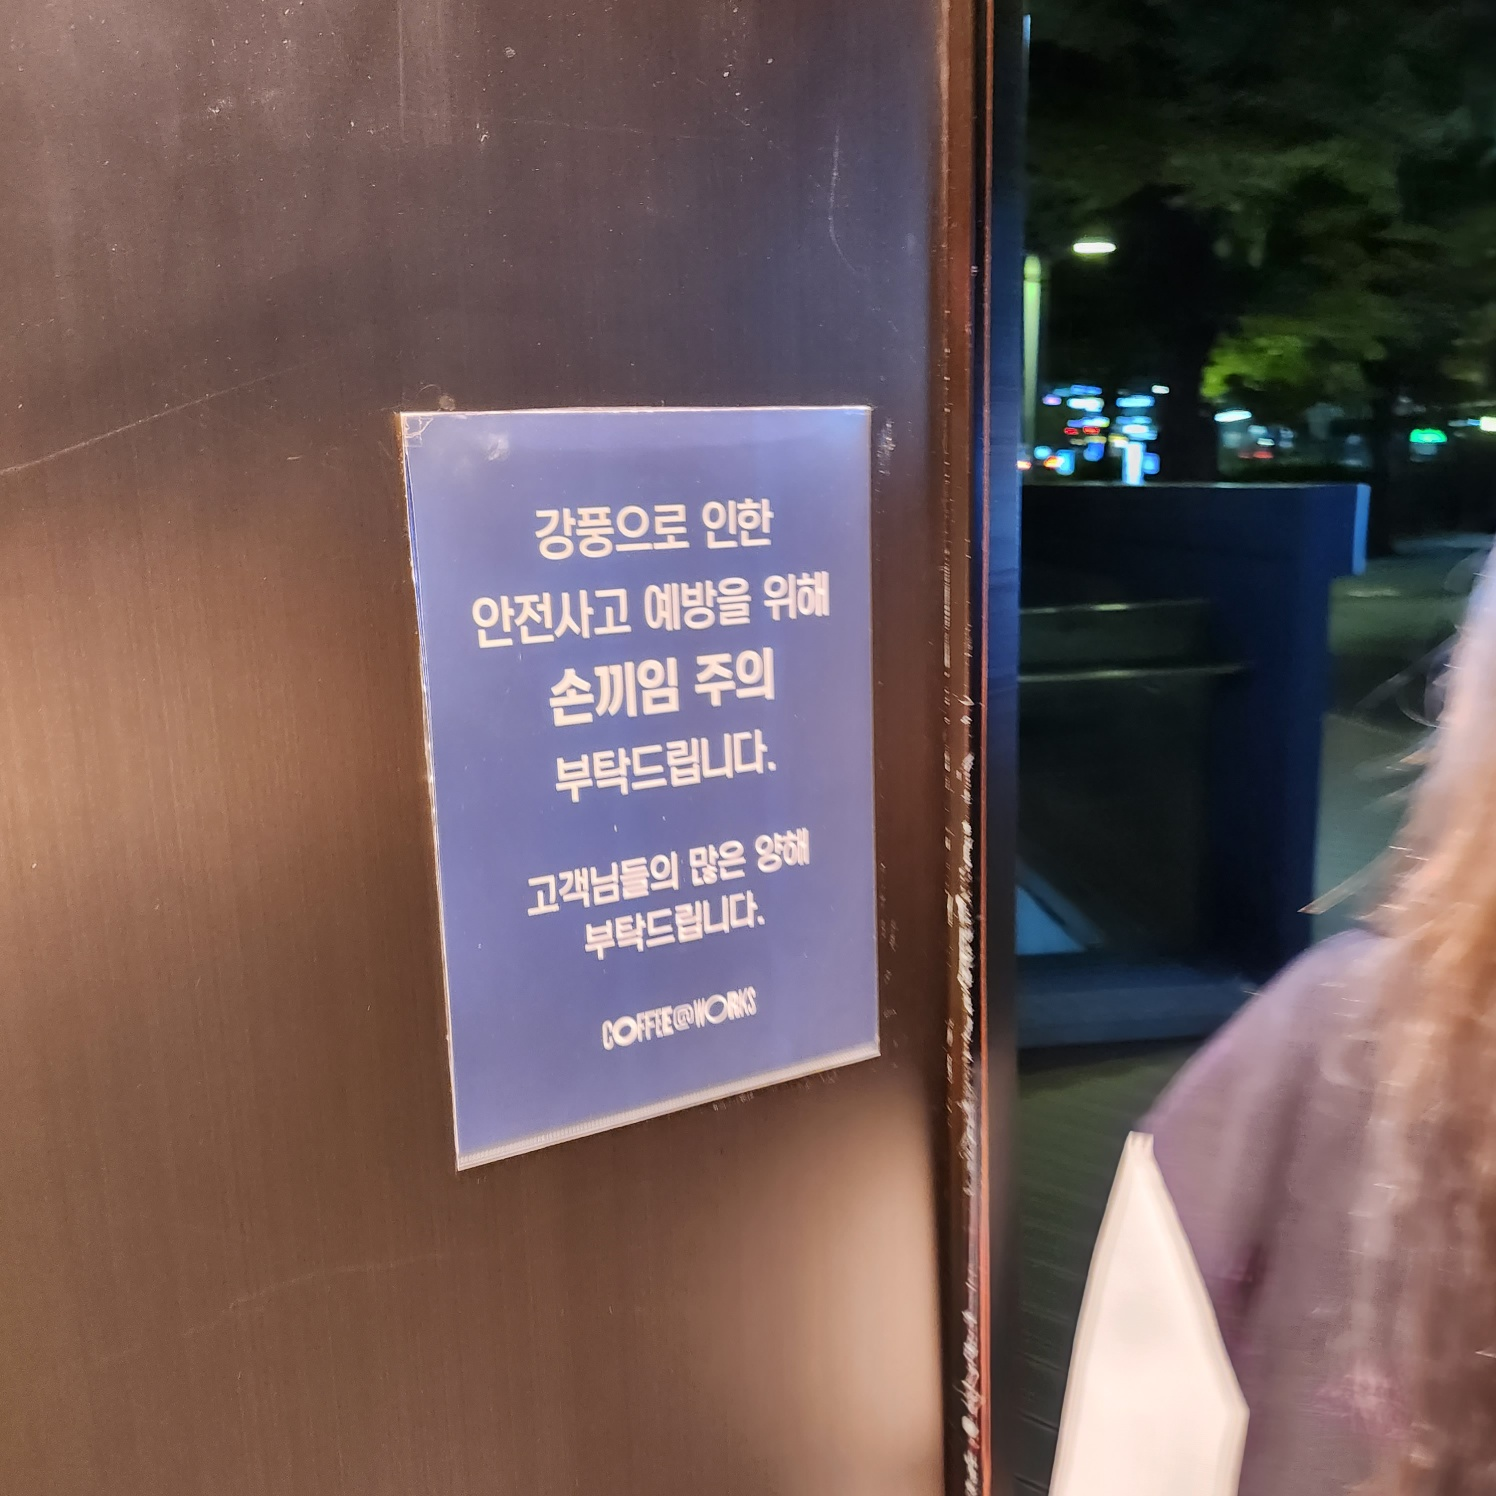 강풍으로 인한
안전사고 예방을 위해
손끼임 주의
부탁드립니다.
고객님들의 많은 양해
부탁드립니다.
COFFEE@WORKS